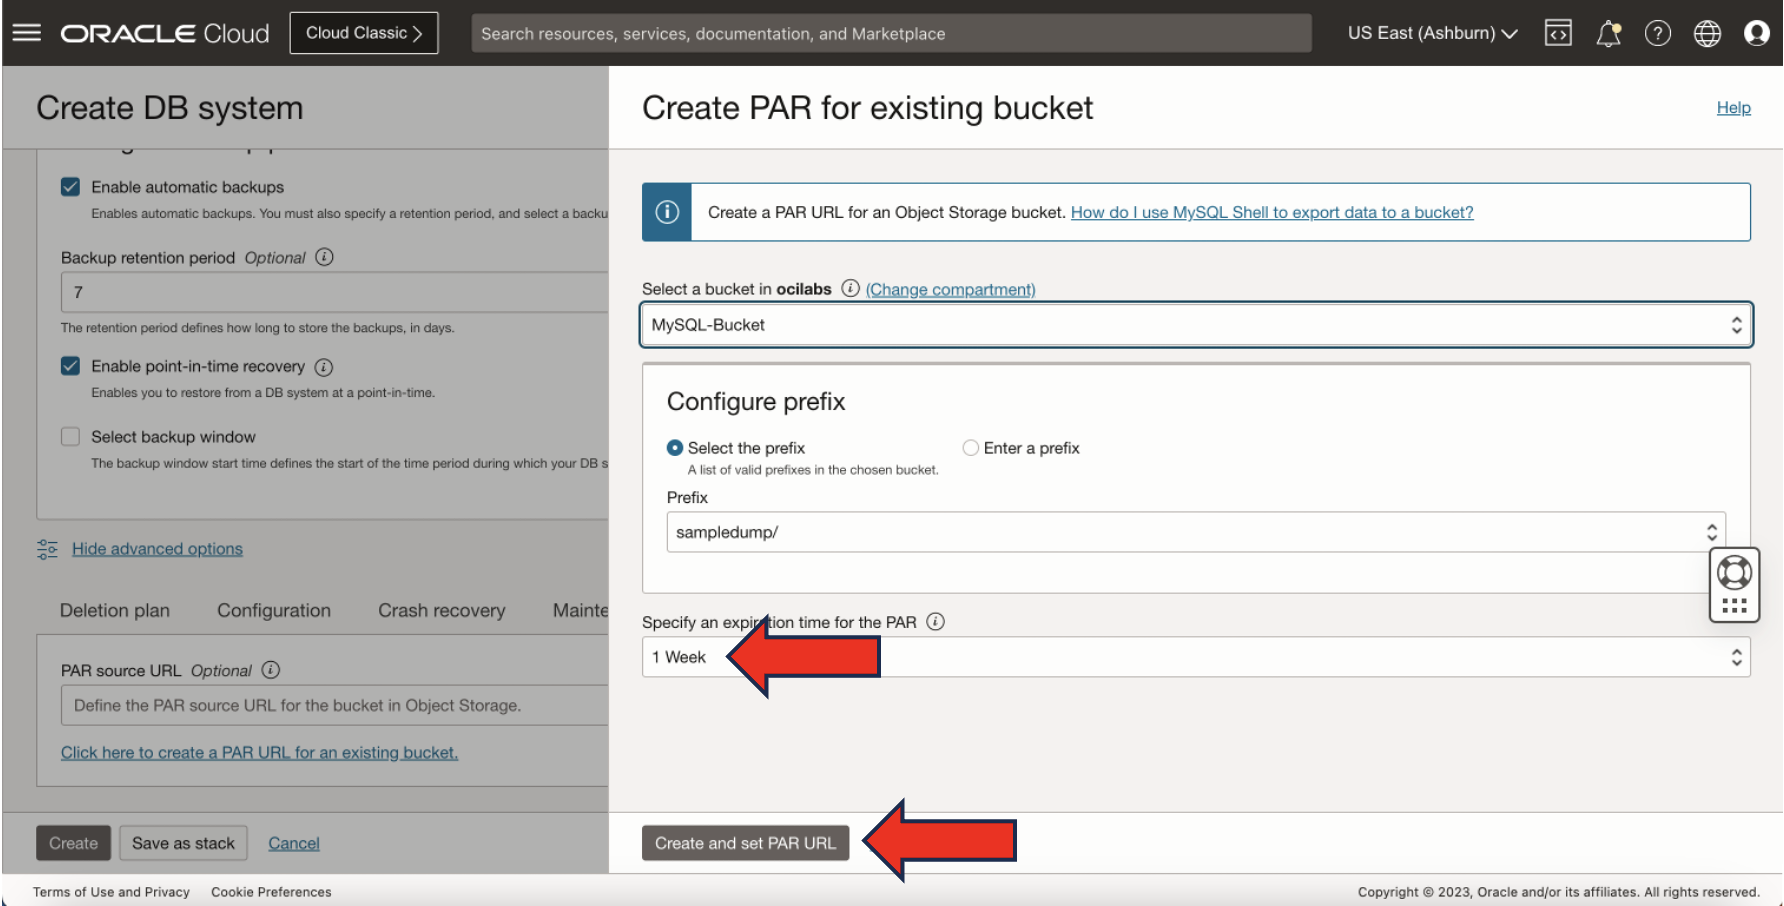 ORACLE Cloud
Cloud Classic
Search resources, services, documentation, and Marketplace
US East (Ashburn)
Create DB system
Enable automatic backups
Enables automatic backups. You must also specify a retention period, and select a backu
Backup retention period Optional
7
The retention period defines how long to store the backups, in days.
Enable point-in-time recovery
Enables you to restore from a DB system at a point-in-time.
Select backup window
The backup window start time defines the start of the time period during which your DB s
Hide advanced options
Deletion plan Configuration Crash recovery Mainte
PAR source URL Optional
Define the PAR source URL for the bucket in Object Storage.
Click here to create a PAR URL for an existing bucket.
Create Save as stack Cancel
Create PAR for existing bucket
Help
Create a PAR URL for an Object Storage bucket. How do I use MySQL Shell to export data to a bucket?
Select a bucket in ocilabs (Change compartment)
MySQL-Bucket
Configure prefix
Select the prefix Enter a prefix
A list of valid prefixes in the chosen bucket.
Prefix
sampledump/
Specify an expiration time for the PAR
1 Week
Create and set PAR URL
Terms of Use and Privacy Cookie Preferences
Copyright © 2023, Oracle and/or its affiliates. All rights reserved.